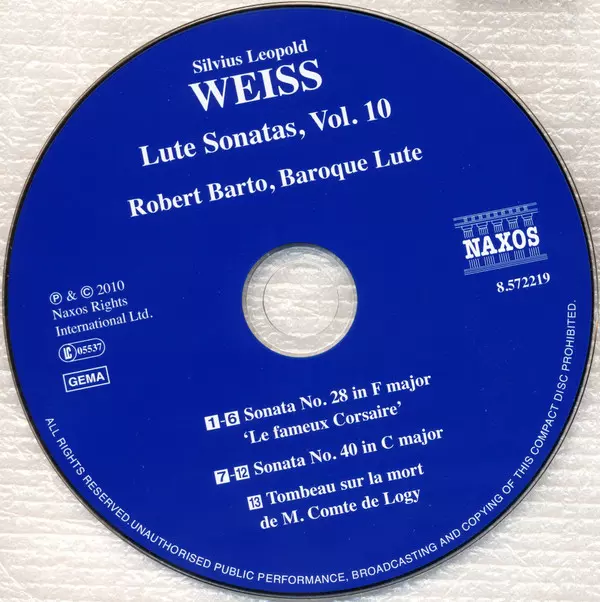 Silvius Leopold
WEISS
Lute Sonatas, Vol. 10
Robert Barto, Baroque Lute
NAXOS
8.572219
Ⓟ & © 2010
Naxos Rights
International Ltd.
LC 05537
GEMA
1-6 Sonata No. 28 in F major
‘Le fameux Corsaire’
7-12 Sonata No. 40 in C major
13 Tombeau sur la mort
de M. Comte de Logy
ALL RIGHTS RESERVED.UNAUTHORISED PUBLIC PERFORMANCE, BROADCASTING AND COPYING OF THIS COMPACT DISC PROHIBITED.